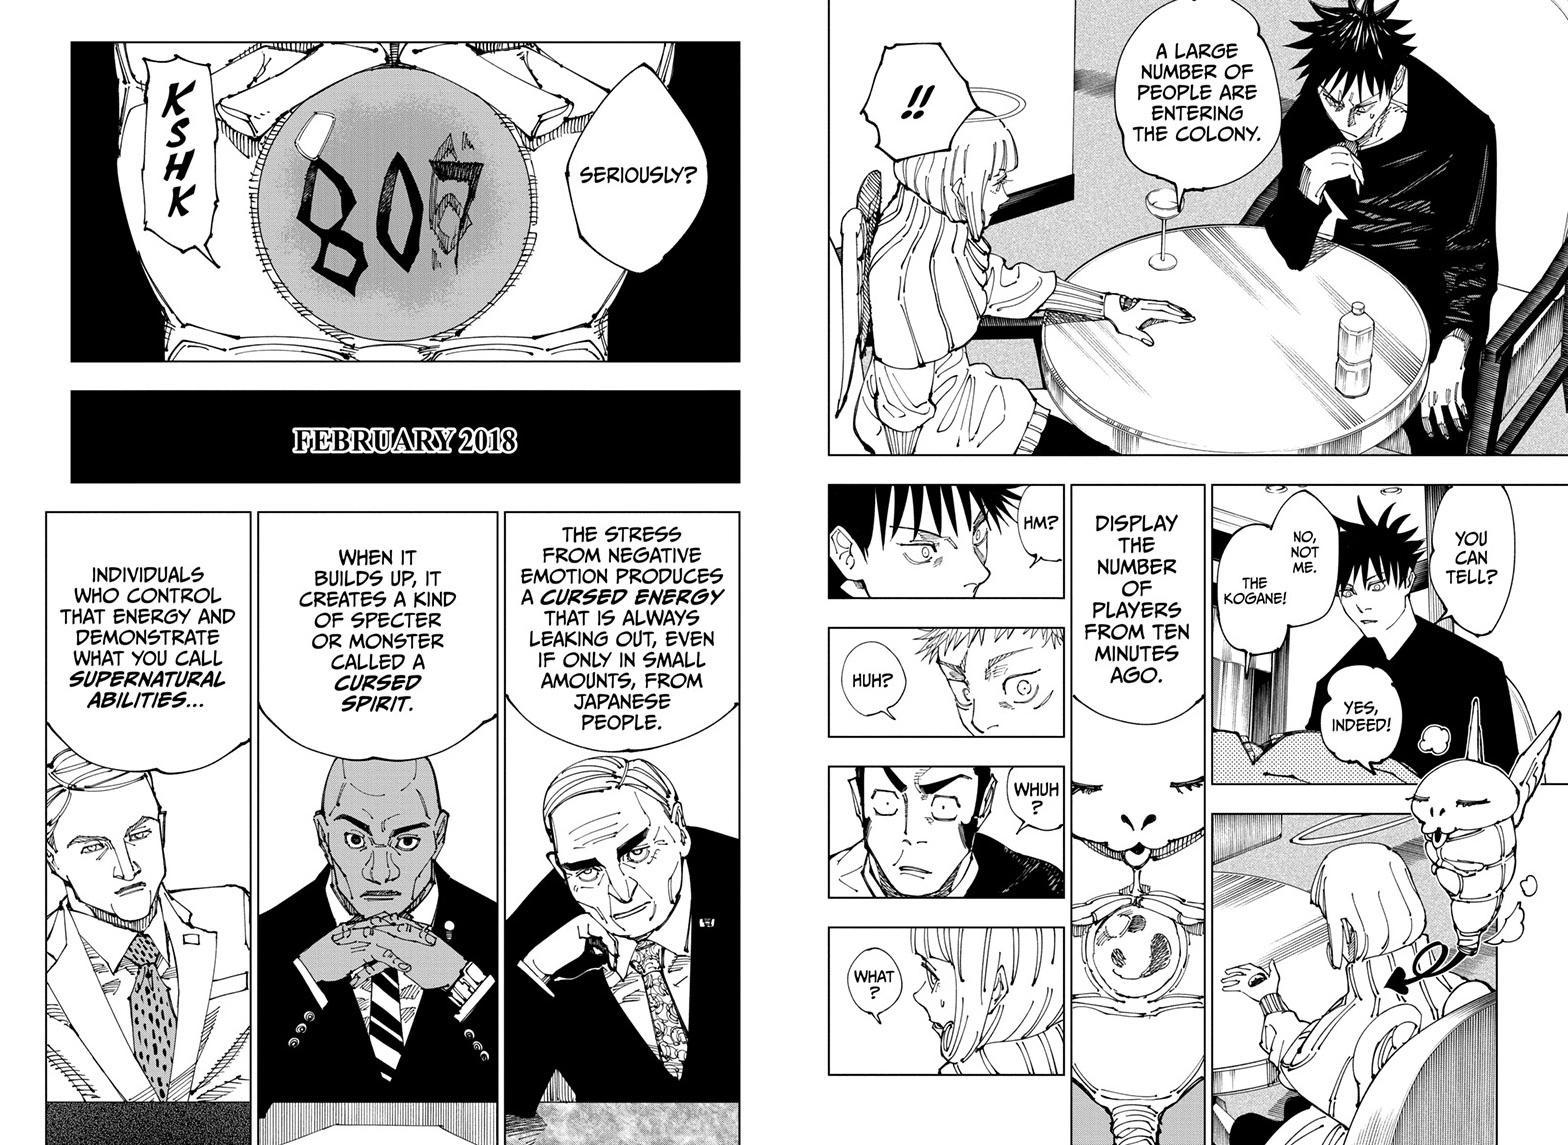 A LARGE
NUMBER OF
PEOPLE ARE
ENTERING
THE COLONY.
!!
YOU
CAN
TELL?
NO,
NOT
ME.
THE
KOGANE!
YES,
INDEED!
DISPLAY
THE
NUMBER
OF
PLAYERS
FROM TEN
MINUTES
AGO.
HM?
HUH?
WHUH
?
WHAT
?
SERIOUSLY?
KSHK
FEBRUARY 2018
THE STRESS
FROM NEGATIVE
EMOTION PRODUCES
A CURSED ENERGY
THAT IS ALWAYS
LEAKING OUT, EVEN
IF ONLY IN SMALL
AMOUNTS, FROM
JAPANESE
PEOPLE.
WHEN IT
BUILDS UP, IT
CREATES A KIND
OF SPECTER
OR MONSTER
CALLED A
CURSED
SPIRIT.
INDIVIDUALS
WHO CONTROL
THAT ENERGY AND
DEMONSTRATE
WHAT YOU CALL
SUPERNATURAL
ABILITIES...